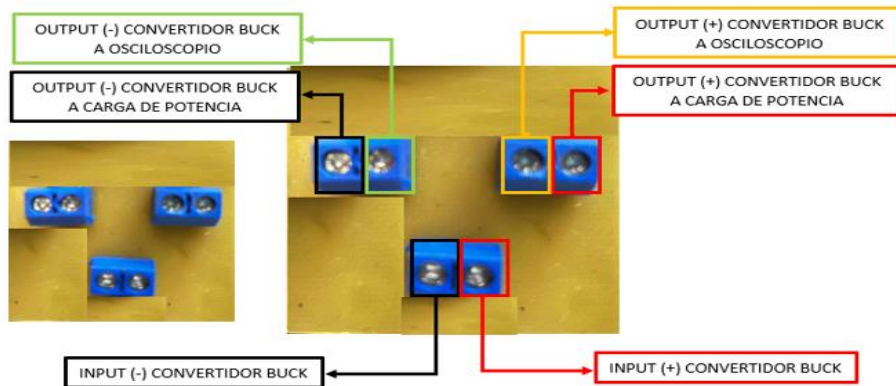 OUTPUT (-) CONVERTIDOR BUCK
A OSCILOSCOPIO
OUTPUT (+) CONVERTIDOR BUCK
A OSCILOSCOPIO
OUTPUT (-) CONVERTIDOR BUCK
A CARGA DE POTENCIA
OUTPUT (+) CONVERTIDOR BUCK
A CARGA DE POTENCIA
INPUT (-) CONVERTIDOR BUCK
INPUT (+) CONVERTIDOR BUCK